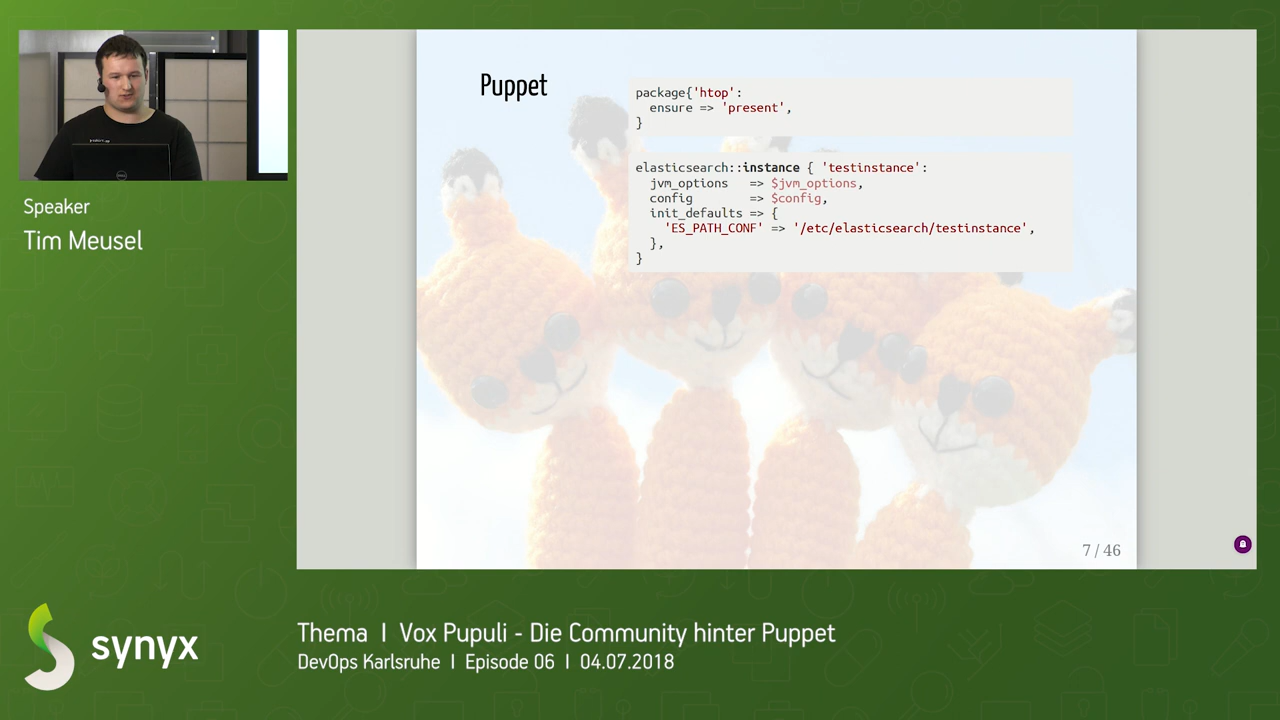 Puppet
package{'htop':
  ensure => 'present',
}
elasticsearch::instance { 'testinstance':
  jvm_options   => $jvm_options,
  config        => $config,
  init_defaults => {
    'ES_PATH_CONF' => '/etc/elasticsearch/testinstance',
  },
}
7 / 46
Speaker
Tim Meusel
synyx
Thema | Vox Pupuli - Die Community hinter Puppet
DevOps Karlsruhe | Episode 06 | 04.07.2018